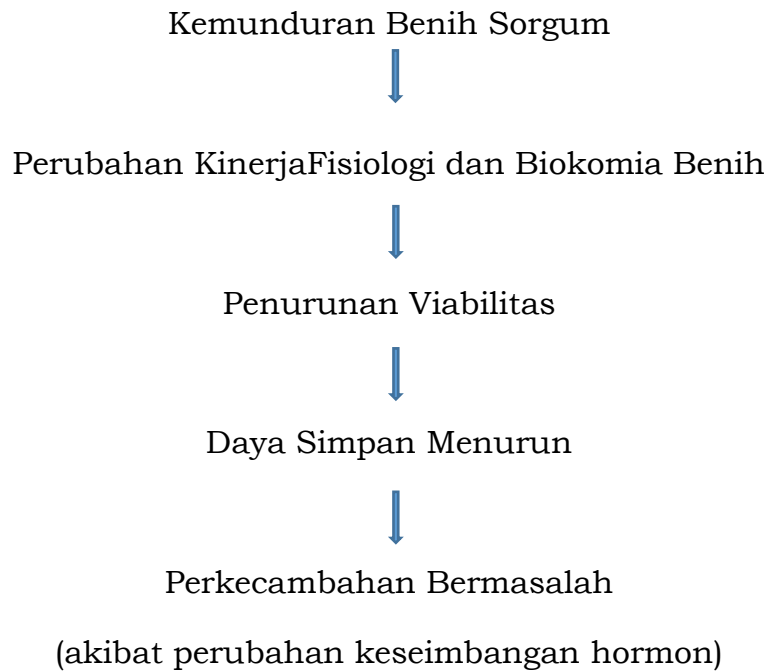 Kemunduran Benih Sorgum
Perubahan KinerjaFisiologi dan Biokomia Benih
Penurunan Viabilitas
Daya Simpan Menurun
Perkecambahan Bermasalah
(akibat perubahan keseimbangan hormon)